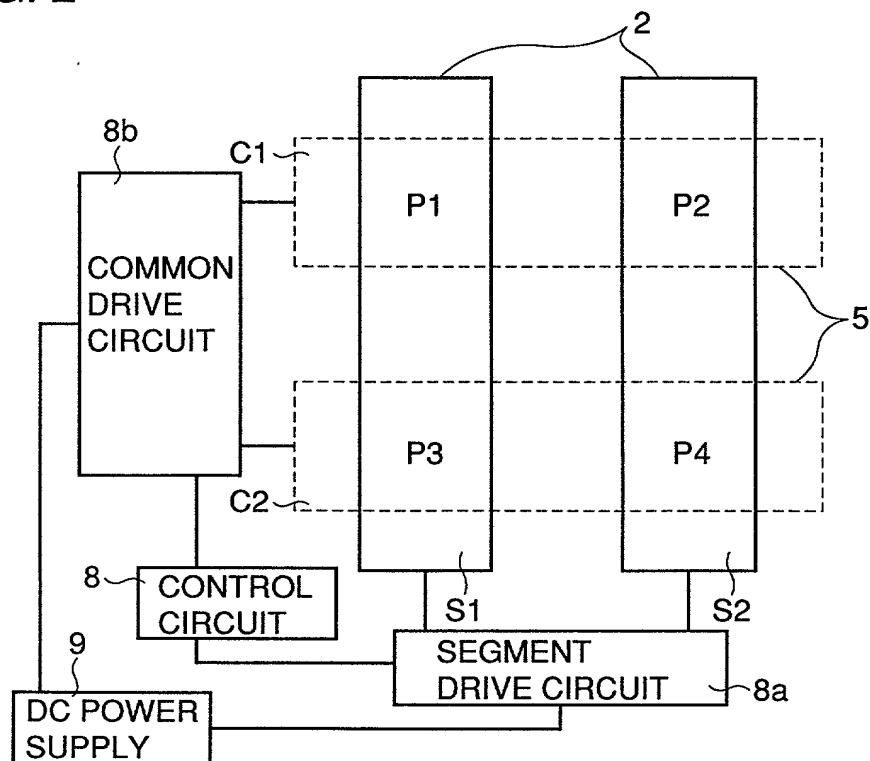 2
8b
C1
P1
P2
COMMON
DRIVE
CIRCUIT
5
P3
P4
C2
8
CONTROL
CIRCUIT
S1
S2
9
SEGMENT
DRIVE CIRCUIT
8a
DC POWER
SUPPLY